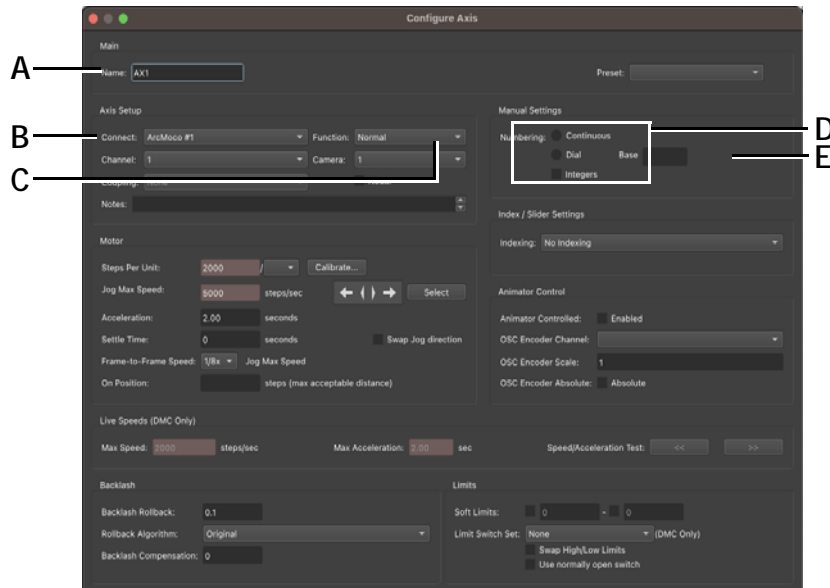 Configure Axis
Main
A
Name: AX1
Preset:
Axis Setup
Manual Settings
B
Connect: ArcMoco #1
Function: Normal
Numbering:
Continuous
D
Channel: 1
Camera: 1
Dial
Base
E
C
Integers
Notes:
Index / Slider Settings
Motor
Indexing: No Indexing
Steps Per Unit: 2000 /
Calibrate...
Jog Max Speed: 5000 steps/sec
Select
Animator Control
Acceleration: 2.00 seconds
Animator Controlled: Enabled
Settle Time: 0 seconds
Swap Jog direction
OSC Encoder Channel:
Frame-to-Frame Speed: 1/8x Jog Max Speed
OSC Encoder Scale: 1
On Position: steps (max acceptable distance)
OSC Encoder Absolute: Absolute
Live Speeds (DMC Only)
Max Speed: 2000 steps/sec
Max Acceleration: 2.00 sec
Speed/Acceleration Test: << >>
Backlash
Limits
Backlash Rollback: 0.1
Soft Limits: 0 - 0
Rollback Algorithm: Original
Limit Switch Set: None (DMC Only)
Backlash Compensation: 0
Swap High/Low Limits
Use normally open switch